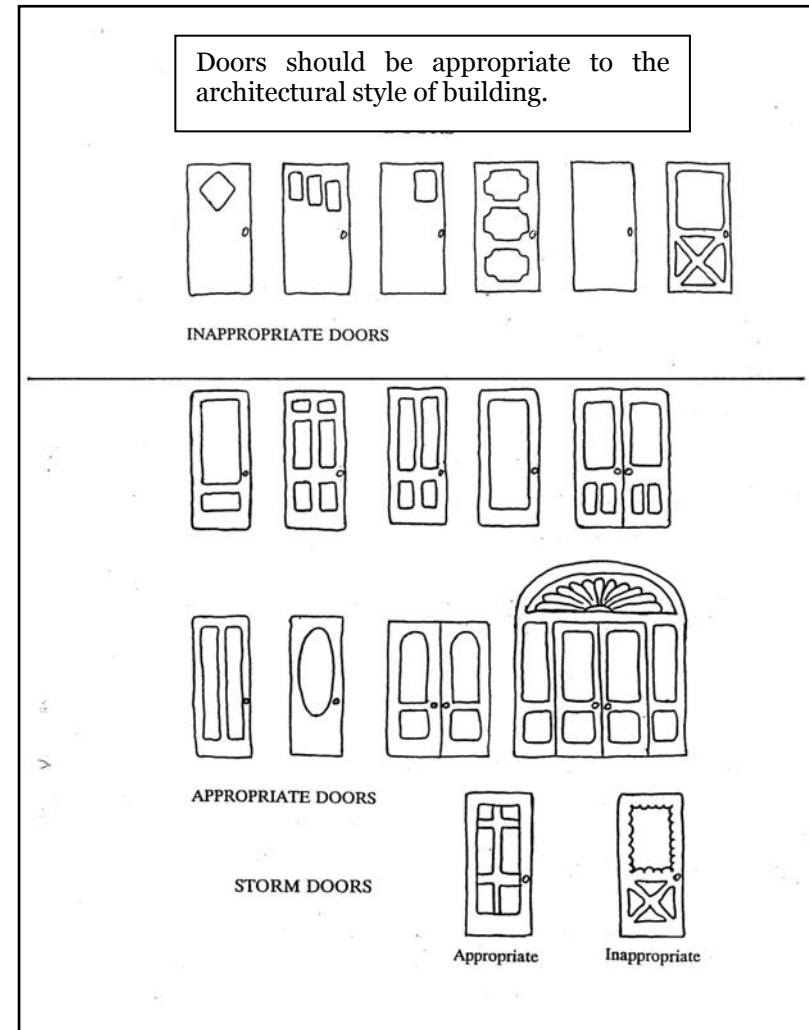 Doors should be appropriate to the
architectural style of building.
INAPPROPRIATE DOORS
APPROPRIATE DOORS
STORM DOORS
Appropriate
Inappropriate